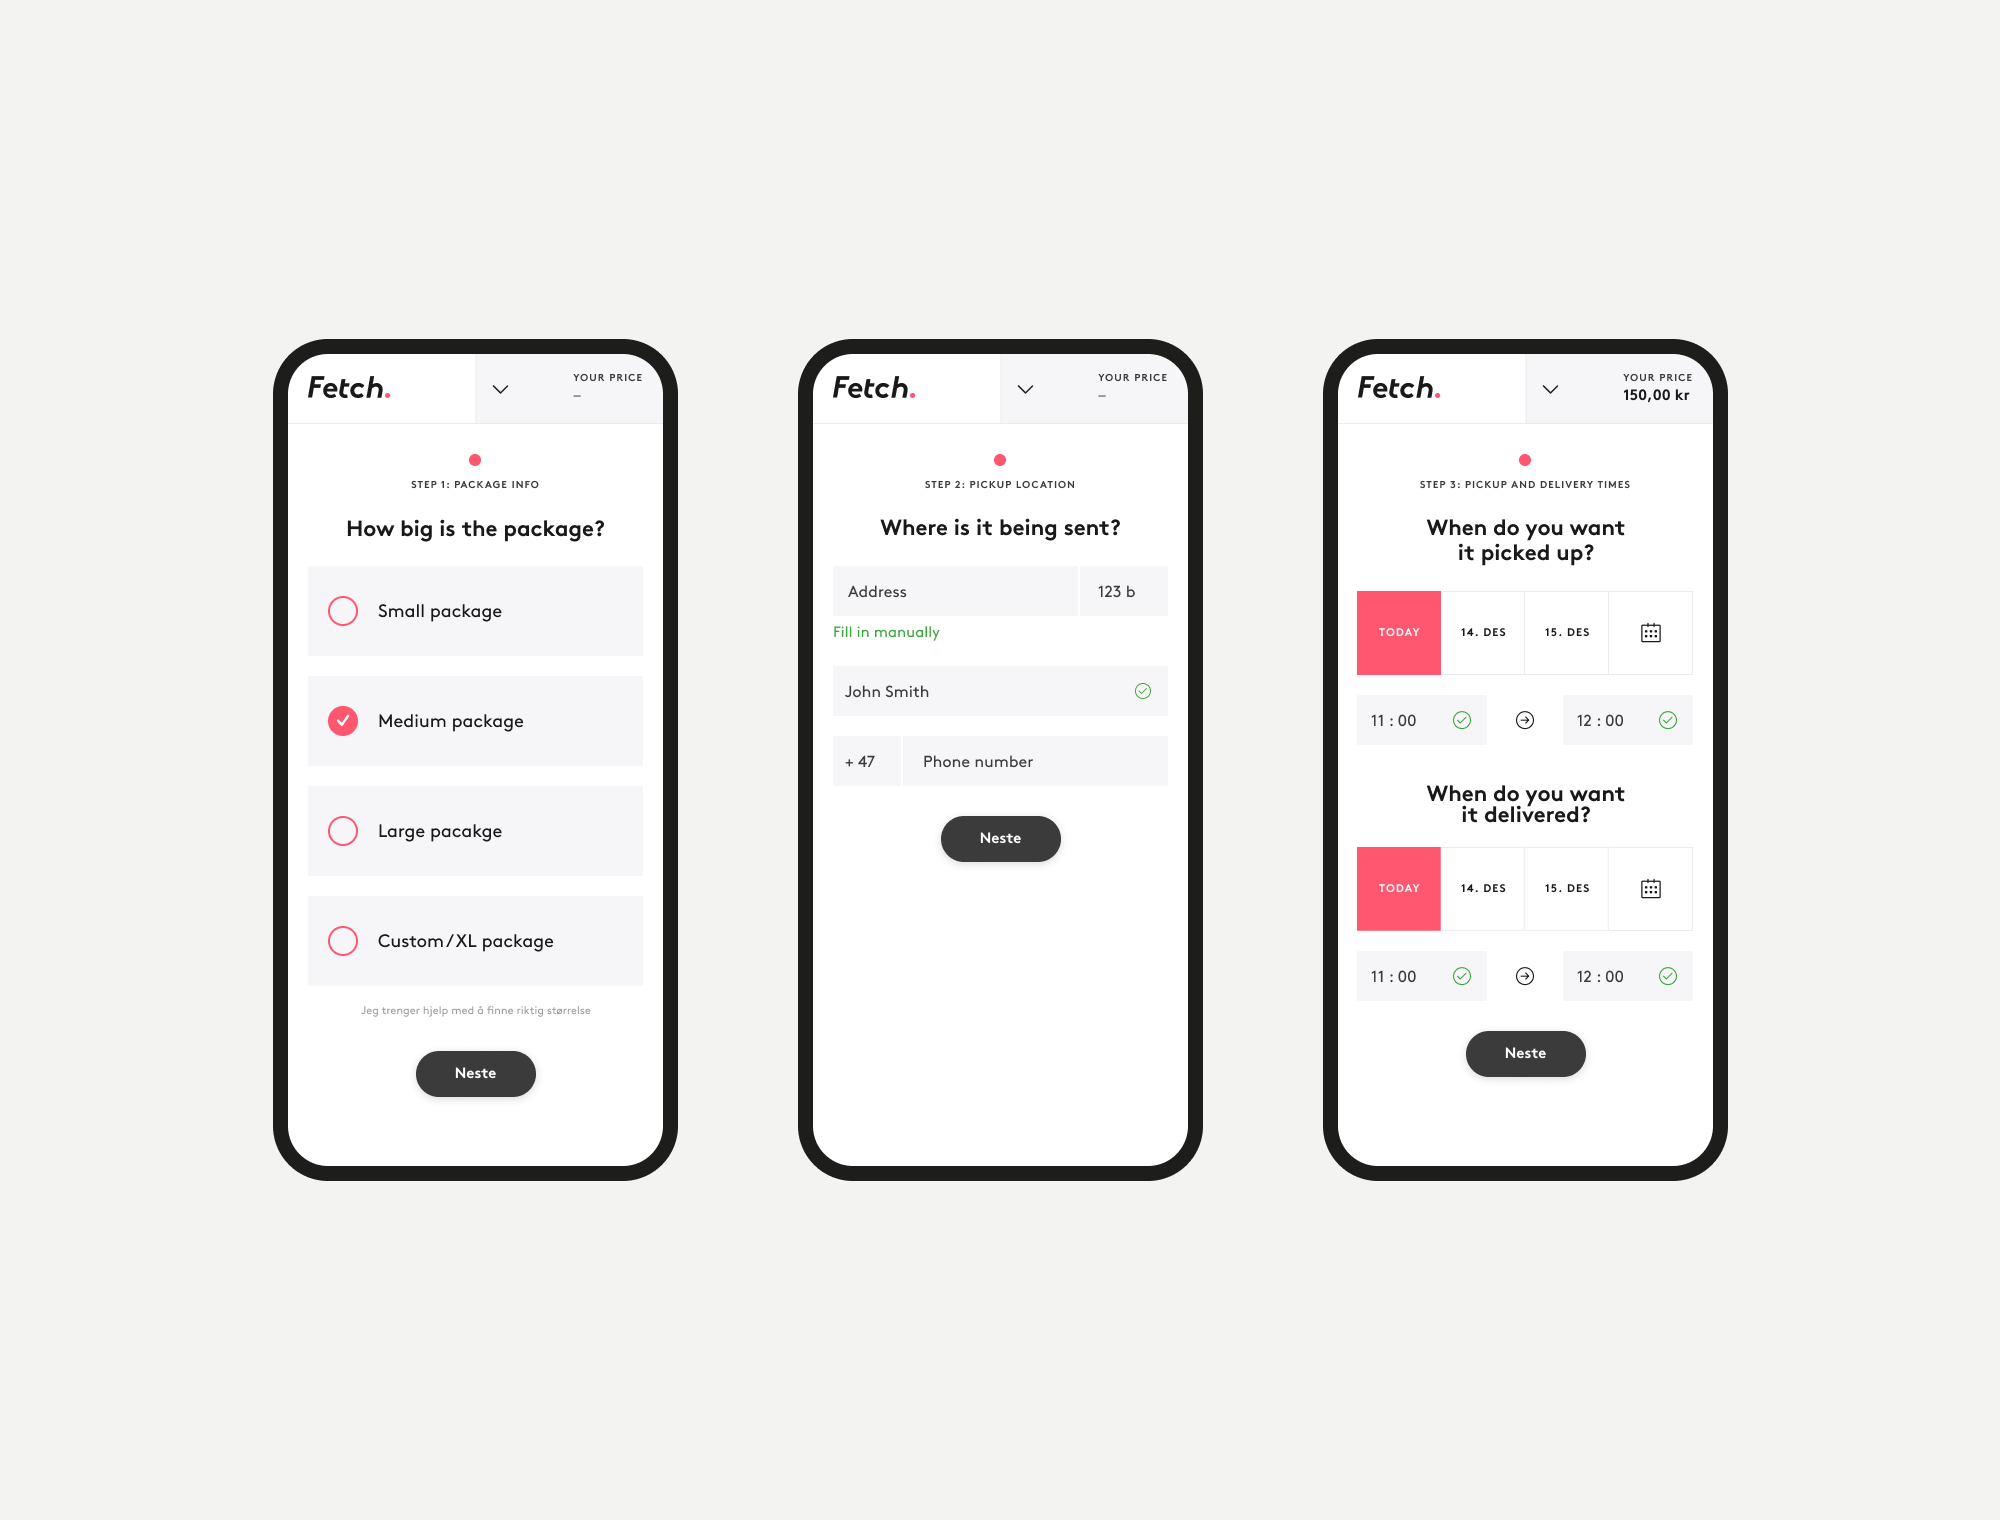 Fetch.
YOUR PRICE
–
STEP 1: PACKAGE INFO
How big is the package?
Small package
Medium package
Large pacakge
Custom/XL package
Jeg trenger hjelp med å finne riktig størrelse
Neste
Fetch.
YOUR PRICE
–
STEP 2: PICKUP LOCATION
Where is it being sent?
Address 123 b
Fill in manually
John Smith
+ 47 Phone number
Neste
Fetch.
YOUR PRICE
150,00 kr
STEP 3: PICKUP AND DELIVERY TIMES
When do you want
it picked up?
TODAY 14. DES 15. DES
11 : 00 12 : 00
When do you want
it delivered?
TODAY 14. DES 15. DES
11 : 00 12 : 00
Neste